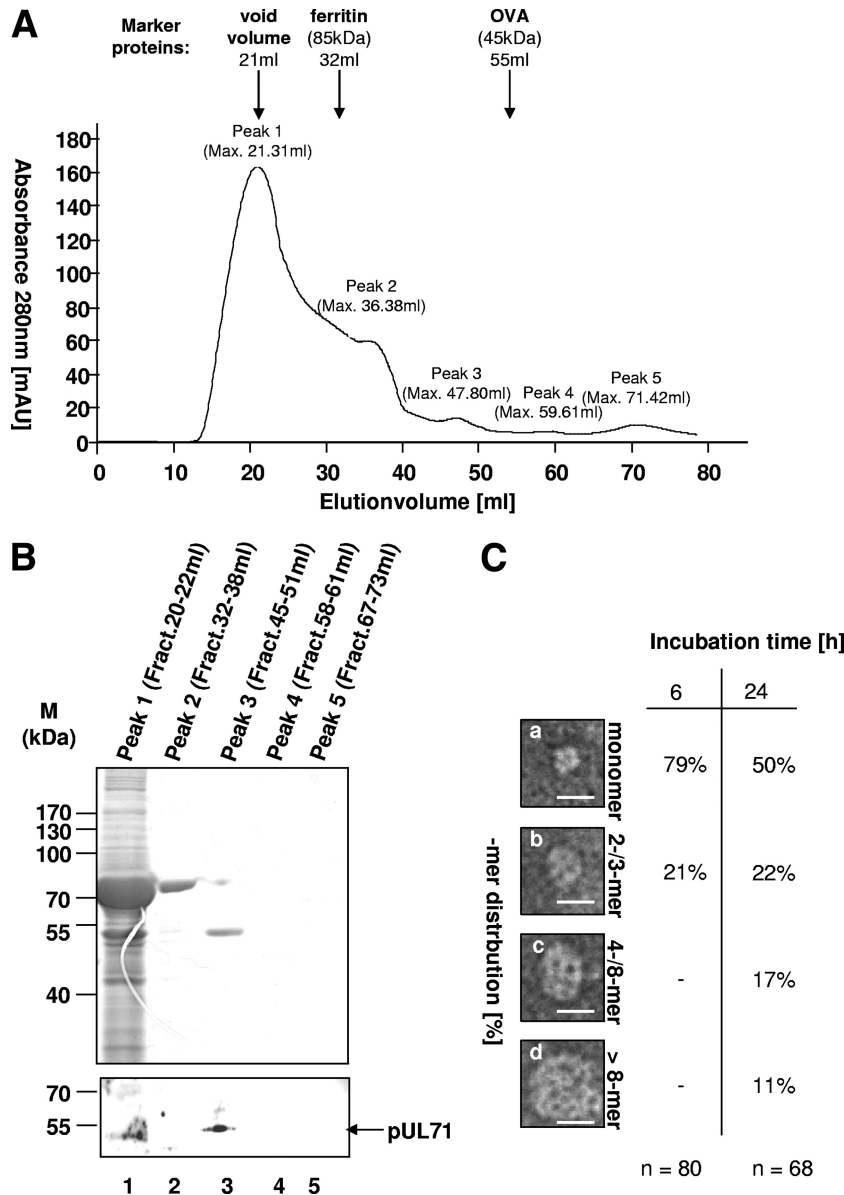 A
Marker proteins:
void volume 21ml
ferritin (85kDa) 32ml
OVA (45kDa) 55ml
Peak 1 (Max. 21.31ml)
Peak 2 (Max. 36.38ml)
Peak 3 (Max. 47.80ml)
Peak 4 (Max. 59.61ml)
Peak 5 (Max. 71.42ml)
Absorbance 280nm [mAU]
180
160
140
120
100
80
60
40
20
0
0 10 20 30 40 50 60 70 80
Elutionvolume [ml]
B
M (kDa)
Peak 1 (Fract.20-22ml)
Peak 2 (Fract.32-38ml)
Peak 3 (Fract.45-51ml)
Peak 4 (Fract.58-61ml)
Peak 5 (Fract.67-73ml)
170
130
100
70
55
40
70
55
pUL71
1 2 3 4 5
C
Incubation time [h]
6 24
-mer distrbution [%]
a monomer 79% 50%
b 2-/3-mer 21% 22%
c 4-/8-mer - 17%
d > 8-mer - 11%
n = 80 n = 68